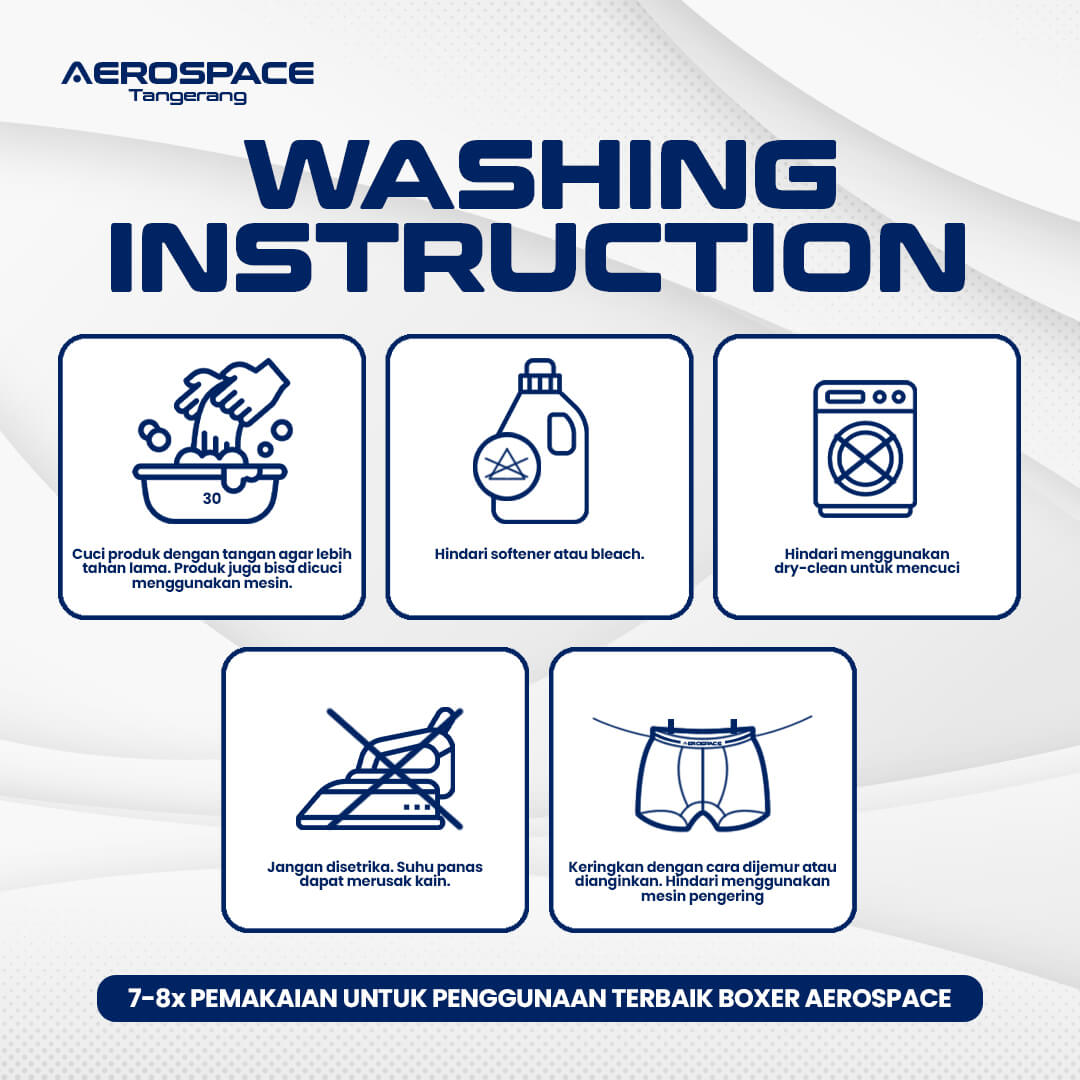 AEROSPACE
Tangerang
WASHING
INSTRUCTION
30
Cuci produk dengan tangan agar lebih
tahan lama. Produk juga bisa dicuci
menggunakan mesin.
Hindari softener atau bleach.
Hindari menggunakan
dry-clean untuk mencuci
Jangan disetrika. Suhu panas
dapat merusak kain.
AEROSPACE
Keringkan dengan cara dijemur atau
dianginkan. Hindari menggunakan
mesin pengering
7-8x PEMAKAIAN UNTUK PENGGUNAAN TERBAIK BOXER AEROSPACE